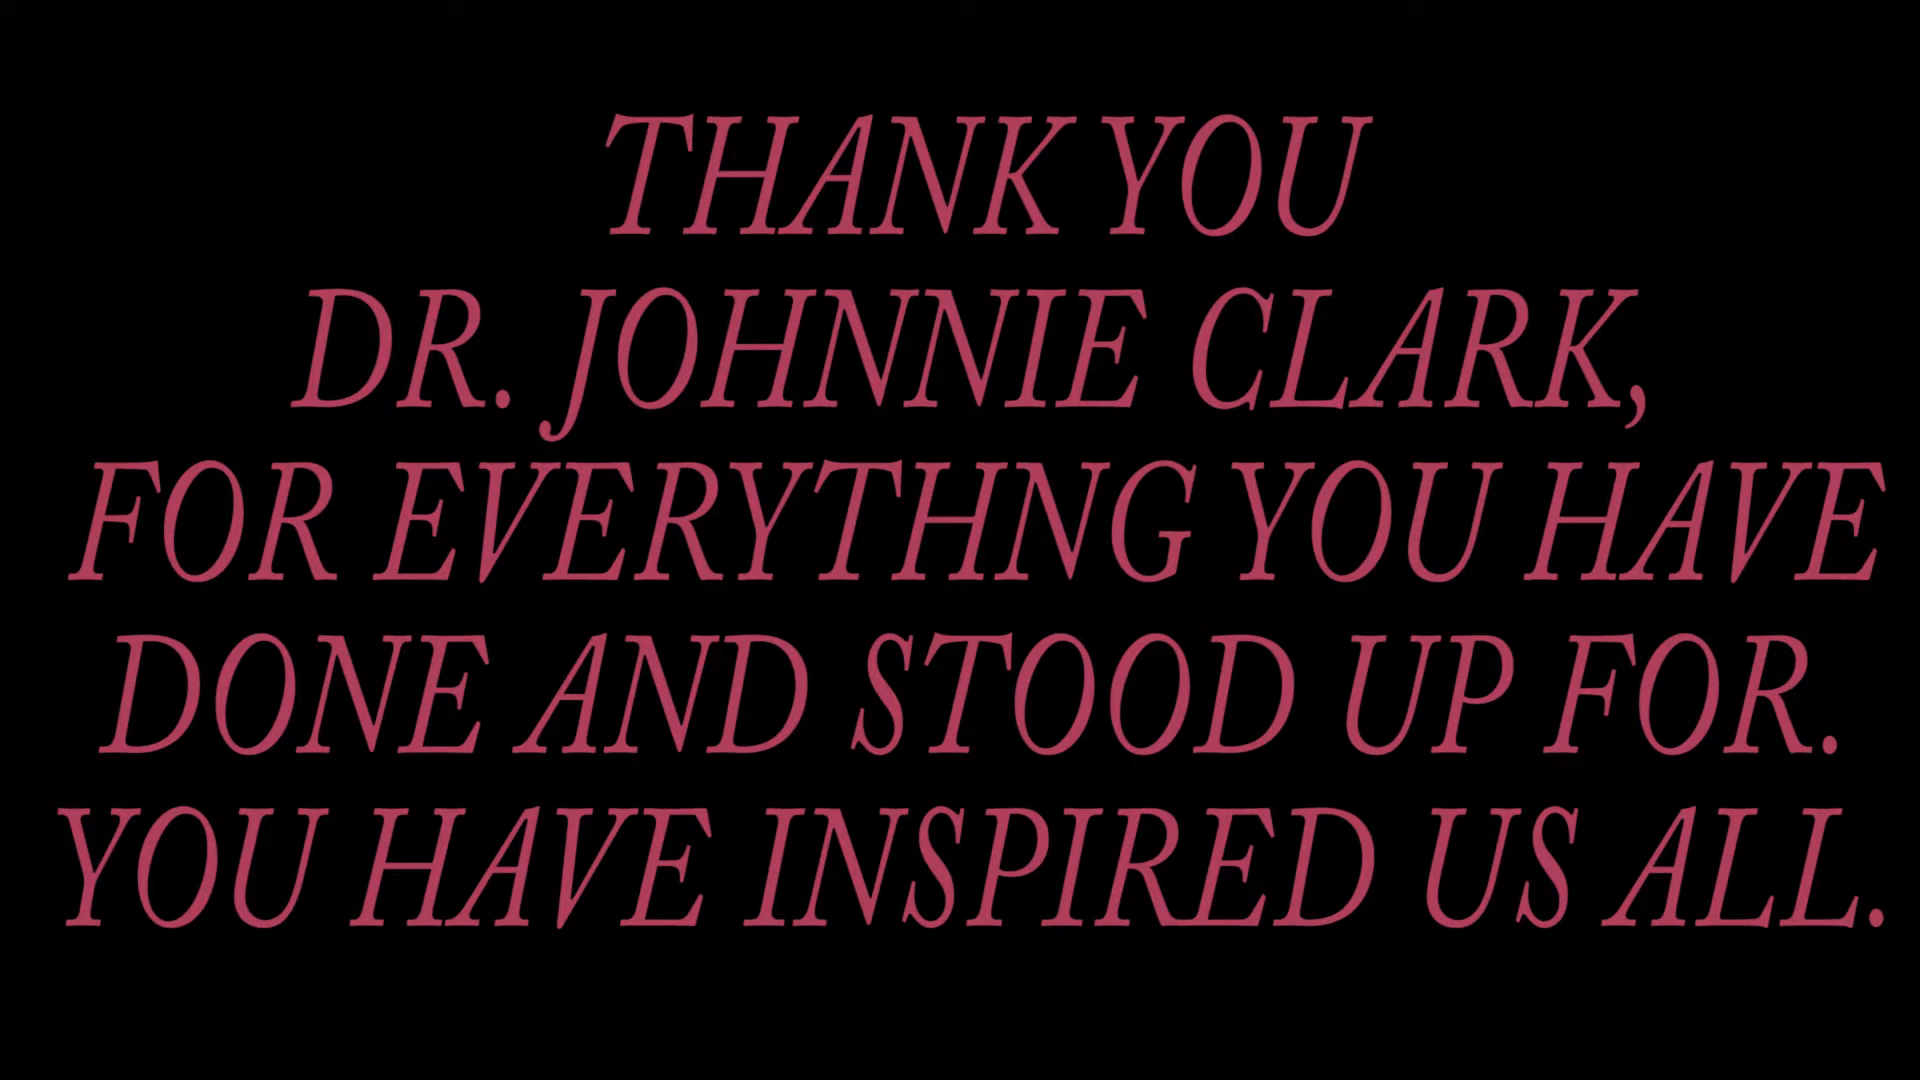 THANK YOU
DR. JOHNNIE CLARK,
FOR EVERYTHNG YOU HAVE
DONE AND STOOD UP FOR.
YOU HAVE INSPIRED US ALL.